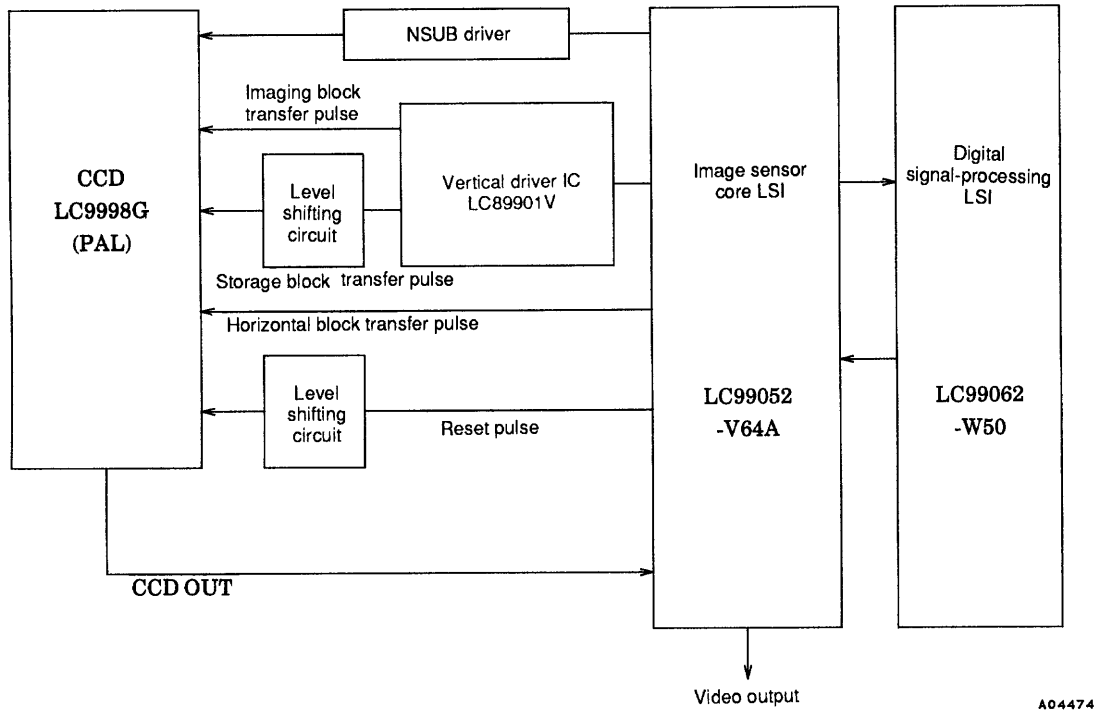 NSUB driver
Imaging block
transfer pulse
CCD
LC9998G
(PAL)
Level
shifting
circuit
Vertical driver IC
LC89901V
Image sensor
core LSI
Digital
signal-processing
LSI
Storage block transfer pulse
Horizontal block transfer pulse
Level
shifting
circuit
Reset pulse
LC99052
-V64A
LC99062
-W50
CCD OUT
Video output
A04474